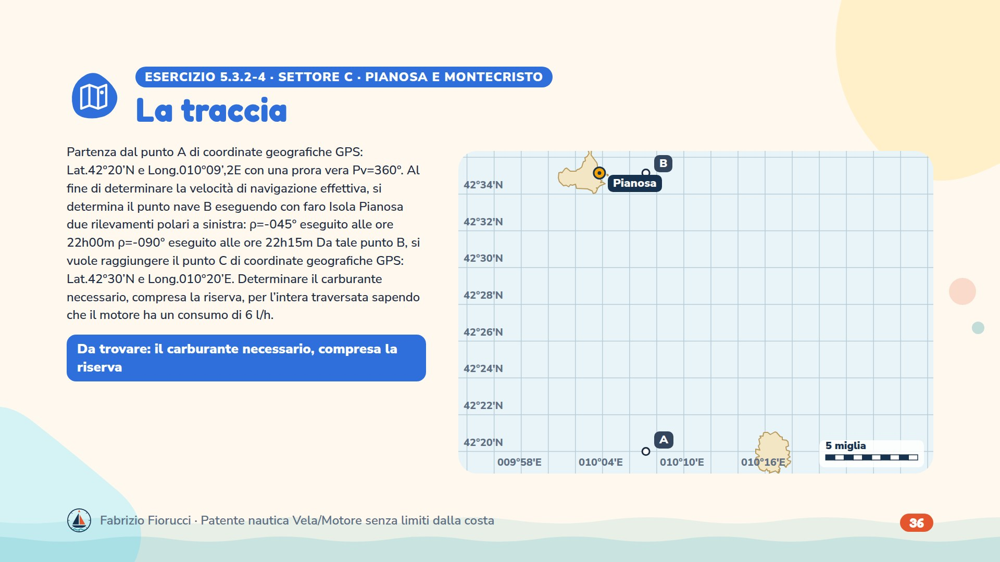 ESERCIZIO 5.3.2-4 · SETTORE C · PIANOSA E MONTECRISTO
La traccia
Partenza dal punto A di coordinate geografiche GPS:
Lat.42°20’N e Long.010°09’,2E con una prora vera Pv=360°. Al
fine di determinare la velocità di navigazione effettiva, si
determina il punto nave B eseguendo con faro Isola Pianosa
due rilevamenti polari a sinistra: ρ=-045° eseguito alle ore
22h00m ρ=-090° eseguito alle ore 22h15m Da tale punto B, si
vuole raggiungere il punto C di coordinate geografiche GPS:
Lat.42°30’N e Long.010°20’E. Determinare il carburante
necessario, compresa la riserva, per l’intera traversata sapendo
che il motore ha un consumo di 6 l/h.
Da trovare: il carburante necessario, compresa la
riserva
B
Pianosa
42°34'N
42°32'N
42°30'N
42°28'N
42°26'N
42°24'N
42°22'N
42°20'N
A
5 miglia
009°58'E
010°04'E
010°10'E
010°16'E
Fabrizio Fiorucci · Patente nautica Vela/Motore senza limiti dalla costa
36